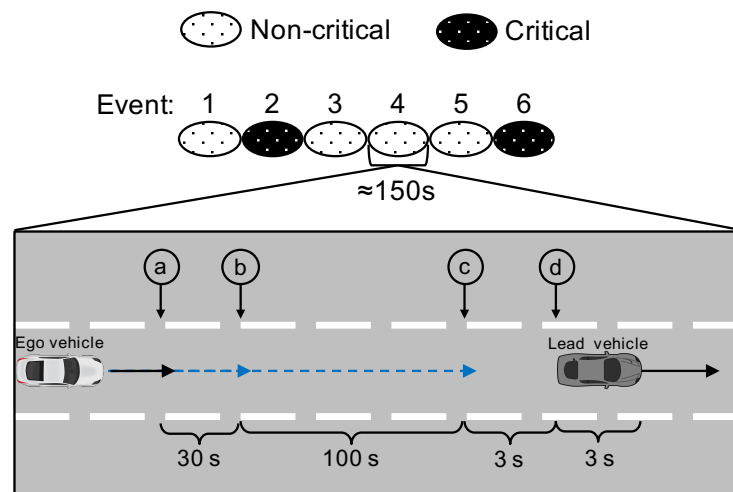 Non-critical Critical
Event: 1 2 3 4 5 6
≈150s
a b c d
Ego vehicle Lead vehicle
30 s 100 s 3 s 3 s